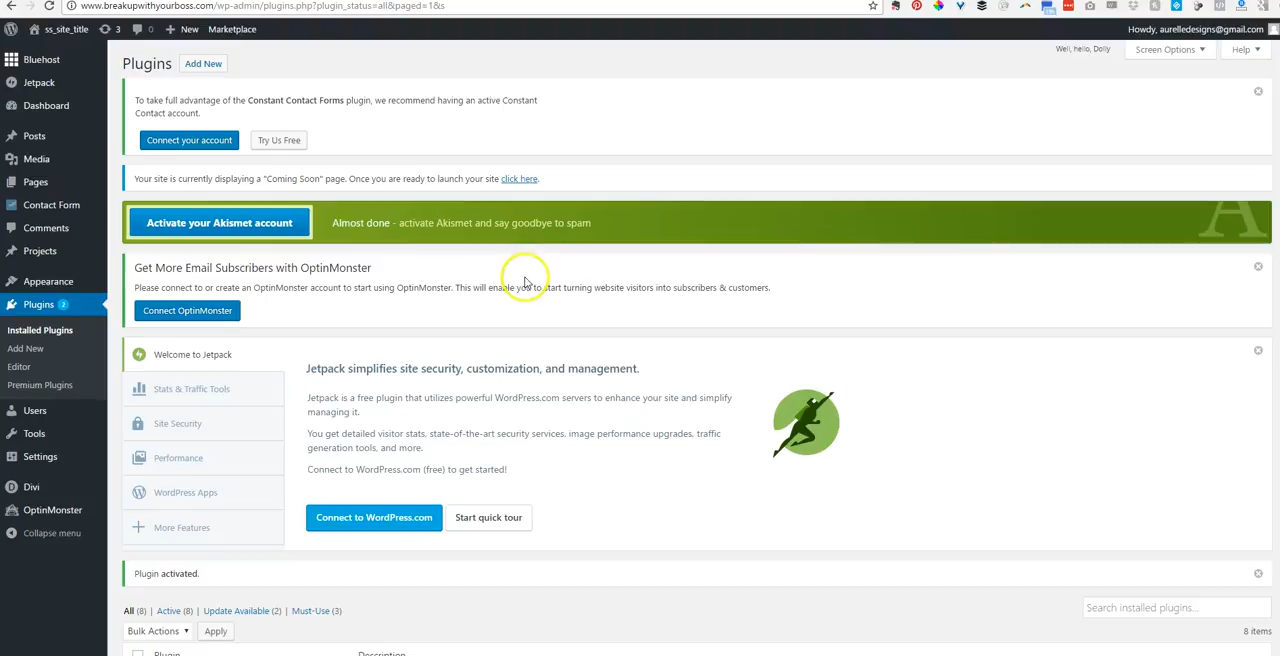 www.breakupwithyourboss.com/wp-admin/plugins.php?plugin_status=all&paged=1&s
ss_site_title 3 0 New Marketplace
Howdy, aurelledesigns@gmail.com
Bluehost
Jetpack
Dashboard
Posts
Media
Pages
Contact Form
Comments
Projects
Appearance
Plugins 2
Installed Plugins
Add New
Editor
Premium Plugins
Users
Tools
Settings
Divi
OptinMonster
Collapse menu
Well, hello, Dolly
Screen Options
Help
Plugins
Add New
To take full advantage of the Constant Contact Forms plugin, we recommend having an active Constant
Contact account.
Connect your account
Try Us Free
Your site is currently displaying a "Coming Soon" page. Once you are ready to launch your site click here.
Activate your Akismet account
Almost done - activate Akismet and say goodbye to spam
A
Get More Email Subscribers with OptinMonster
Please connect to or create an OptinMonster account to start using OptinMonster. This will enable you to start turning website visitors into subscribers & customers.
Connect OptinMonster
Welcome to Jetpack
Stats & Traffic Tools
Site Security
Performance
WordPress Apps
More Features
Jetpack simplifies site security, customization, and management.
Jetpack is a free plugin that utilizes powerful WordPress.com servers to enhance your site and simplify
managing it.
You get detailed visitor stats, state-of-the-art security services, image performance upgrades, traffic
generation tools, and more.
Connect to WordPress.com (free) to get started!
Connect to WordPress.com
Start quick tour
Plugin activated.
All (8) | Active (8) | Update Available (2) | Must-Use (3)
Search installed plugins...
Bulk Actions
Apply
8 items
Plugin
Description